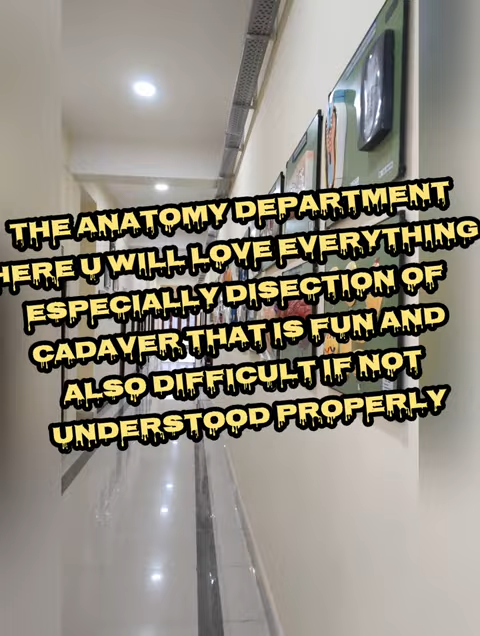 THE ANATOMY DEPARTMENT
HERE U WILL LOVE EVERYTHING
ESPECIALLY DISECTION OF
CADAVER THAT IS FUN AND
ALSO DIFFICULT IF NOT
UNDERSTOOD PROPERLY